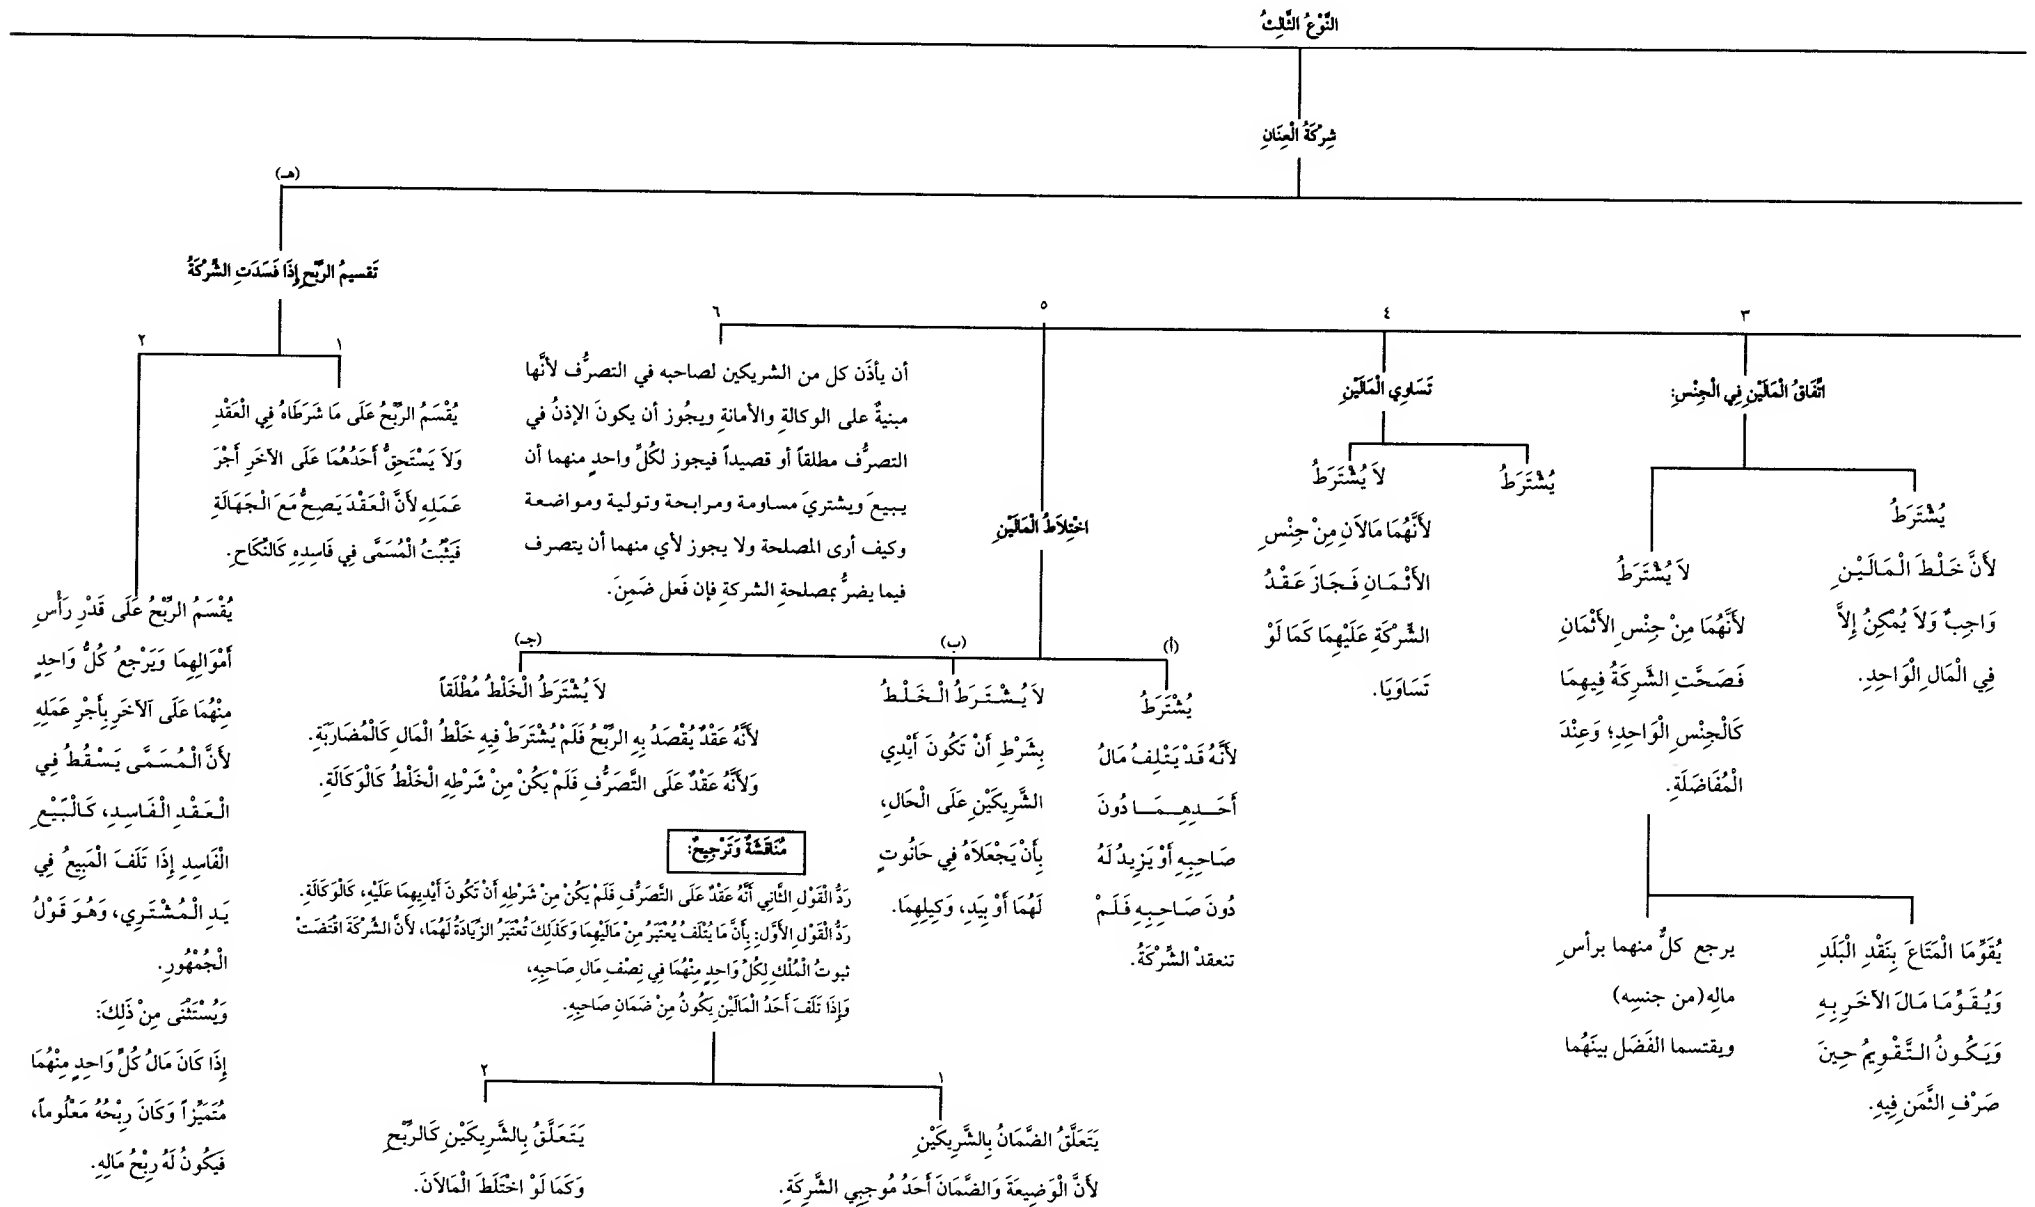 النَّوْعُ الثَّالِثُ
شِرْكَةُ الْعِنَانِ
(هـ)
تَقسيمُ الرِّبْحِ إِذَا فَسَدَتِ الشِّرْكَةُ
٣
٤
٥
٦
اتِّفَاقُ الْمَالَيْنِ فِي الْجِنْسِ:
يُشْتَرَطُ
لأَنَّ خَلْطَ الْمَالَيْنِ
وَاجِبٌ وَلاَ يُمْكِنُ إِلاَّ
فِي الْمَالِ الْوَاحِدِ.
لاَ يُشْتَرَطُ
لأَنَّهُمَا مِنْ جِنْسِ الأَثْمَانِ
فَصَحَّتِ الشَّرِكَةُ فِيهِمَا
كَالْجِنْسِ الْوَاحِدِ؛ وَعِنْدَ
الْمُفَاضَلَةِ.
يُقَوِّمَا الْمَتَاعَ بِنَقْدِ الْبَلَدِ
وَيُقَوِّمَا مَالَ الآخَرِ بِهِ
وَيَكُونُ التَّقْوِيمُ حِينَ
صَرْفِ الثَّمَنِ فِيهِ.
يرجع كلٌّ منهما برأسِ
مالِه (من جنسِه)
ويقتسما الفَضَل بينَهُما
تَسَاوِي الْمَالَيْنِ
يُشْتَرَطُ
لاَ يُشْتَرَطُ
لأَنَّهُمَا مَالاَنِ مِنْ جِنْسِ
الأَثْمَانِ فَجَازَ عَقْدُ
الشِّرْكَةِ عَلَيْهِمَا كَمَا لَوْ
تَسَاوَيَا.
اخْتِلاَطُ الْمَالَيْنِ
(أ)
يُشْتَرَطُ
لأَنَّهُ قَدْ يَتْلِفُ مَالُ
أَحَدِهِمَا دُونَ
صَاحِبِهِ أَوْ يَزِيدُ لَهُ
دُونَ صَاحِبِهِ فَلَمْ
تنعقدْ الشِّرْكَةُ.
(ب)
لاَ يُشْتَرَطُ الْخَلْطُ
بِشَرْطِ أَنْ تَكُونَ أَيْدِي
الشَّرِيكَيْنِ عَلَى الْحَالِ،
بِأَنْ يَجْعَلاَهُ فِي حَانُوتٍ
لَهُمَا أَوْ بِيَدِ، وَكِيلِهِمَا.
(جـ)
لاَ يُشْتَرَطُ الْخَلْطُ مُطْلَقاً
لأَنَّهُ عَقْدٌ يُقْصَدُ بِهِ الرِّبْحُ فَلَمْ يُشْتَرَطْ فِيهِ خَلْطُ الْمَالِ كَالْمُضَارَبَةِ.
وَلأَنَّهُ عَقْدٌ عَلَى التَّصَرُّفِ فَلَمْ يَكُنْ مِنْ شَرْطِهِ الْخَلْطُ كَالْوَكَالَةِ.
مُنَاقَشَةٌ وَتَرْجِيحٌ:
رَدُّ الْقَوْلِ الثَّانِي أَنَّهُ عَقْدٌ عَلَى التَّصَرُّفِ فَلَمْ يَكُنْ مِنْ شَرْطِهِ أَنْ تَكُونَ أَيْدِيهِمَا عَلَيْهِ، كَالْوَكَالَةِ.
رَدُّ الْقَوْلِ الأَوَّلِ: بِأَنَّ مَا يُتْلَفُ يُعْتَبَرُ مِنْ مَالَيْهِمَا وَكَذَلِكَ تُعْتَبَرُ الزِّيَادَةُ لَهُمَا، لأَنَّ الشِّرْكَةَ اقْتَضَتْ
ثبوتُ الْمُلْكِ لِكُلِّ وَاحِدٍ مِنْهُمَا فِي نِصْفِ مَالِ صَاحِبِهِ،
وَإِذَا تَلَفَ أَحَدُ الْمَالَيْنِ يَكُونُ مِنْ ضَمَانِ صَاحِبِهِ.
١
يَتَعَلَّقُ الضَّمَانُ بِالشَّرِيكَيْنِ
لأَنَّ الْوَضِيعَةَ وَالضَّمَانَ أَحَدُ مُوجِبِي الشَّرِكَةِ.
٢
يَتَعَلَّقُ بِالشَّرِيكَيْنِ كَالرِّبْحِ
وَكَمَا لَوْ اخْتَلَطَ الْمَالاَنَ.
أن يأذَن كل من الشريكين لصاحبه في التصرُّف لأنَّها
مبنيةٌ على الوكالةِ والأمانةِ ويجُوز أن يكونَ الإذنُ في
التصرُّف مطلقاً أو قصيداً فيجوز لكُلِّ واحدٍ منهما أن
يبيعَ ويشتريَ مساومة ومرابحة وتولية ومواضعة
وكيف أرى المصلحة ولا يجوز لأي منهما أن يتصرف
فيما يضرُّ بمصلحةِ الشركةِ فإن فَعل ضَمِنَ.
١
يُقْسَمُ الرِّبْحُ عَلَى مَا شَرَطَاهُ فِي الْعَقْدِ
وَلاَ يَسْتَحِقُّ أَحَدُهُمَا عَلَى الآخَرِ أَجْرَ
عَمَلِهِ لأَنَّ الْعَقْدَ يَصِحُّ مَعَ الْجَهَالَةِ
فَيَثْبُتُ الْمُسَمَّى فِي فَاسِدِهِ كَالنِّكَاحِ.
٢
يُقْسَمُ الرِّبْحُ عَلَى قَدْرِ رَأْسِ
أَمْوَالِهِمَا وَيَرْجعُ كُلُّ وَاحِدٍ
مِنْهُمَا عَلَى الآخَرِ بِأَجْرِ عَمَلِهِ
لأَنَّ الْمُسَمَّى يَسْقُطُ فِي
الْعَقْدِ الْفَاسِدِ، كَالْبَيْعِ
الْفَاسِدِ إِذَا تَلَفَ الْمَبِيعُ فِي
يَدِ الْمُشْتَرِي، وَهُوَ قَوْلُ
الْجُمْهُورِ.
وَيُسْتَثْنَى مِنْ ذَلِكَ:
إِذَا كَانَ مَالُ كُلِّ وَاحِدٍ مِنْهُمَا
مُتَمَيِّزاً وَكَانَ رِبْحُهُ مَعْلُوماً،
فَيَكُونُ لَهُ رِبْحُ مَالِهِ.